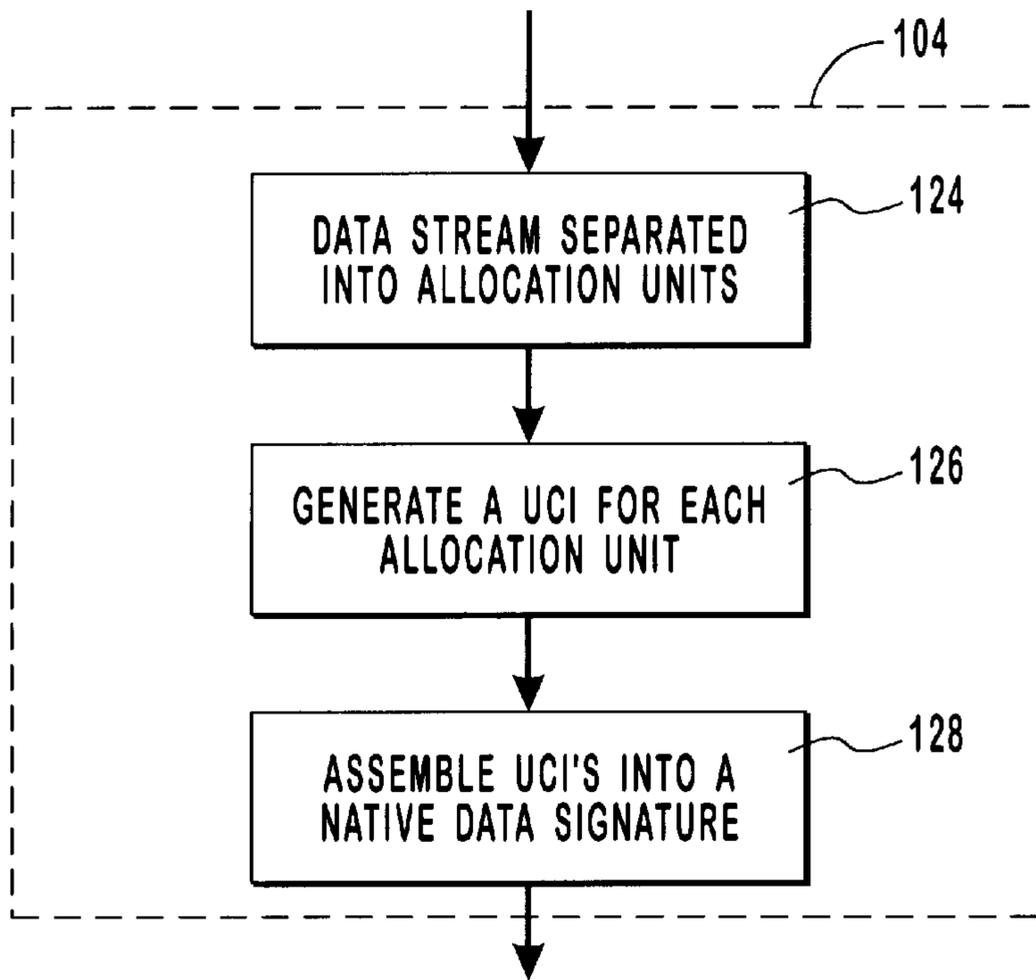 104
DATA STREAM SEPARATED
INTO ALLOCATION UNITS
124
GENERATE A UCI FOR EACH
ALLOCATION UNIT
126
ASSEMBLE UCI'S INTO A
NATIVE DATA SIGNATURE
128